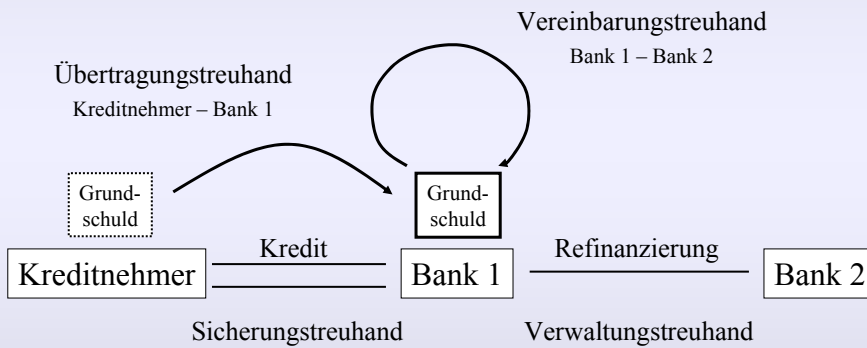 Vereinbarungstreuhand
Bank 1 – Bank 2
Übertragungstreuhand
Kreditnehmer – Bank 1
Grund-
schuld
Grund-
schuld
Kredit
Refinanzierung
Kreditnehmer
Bank 1
Bank 2
Sicherungstreuhand
Verwaltungstreuhand